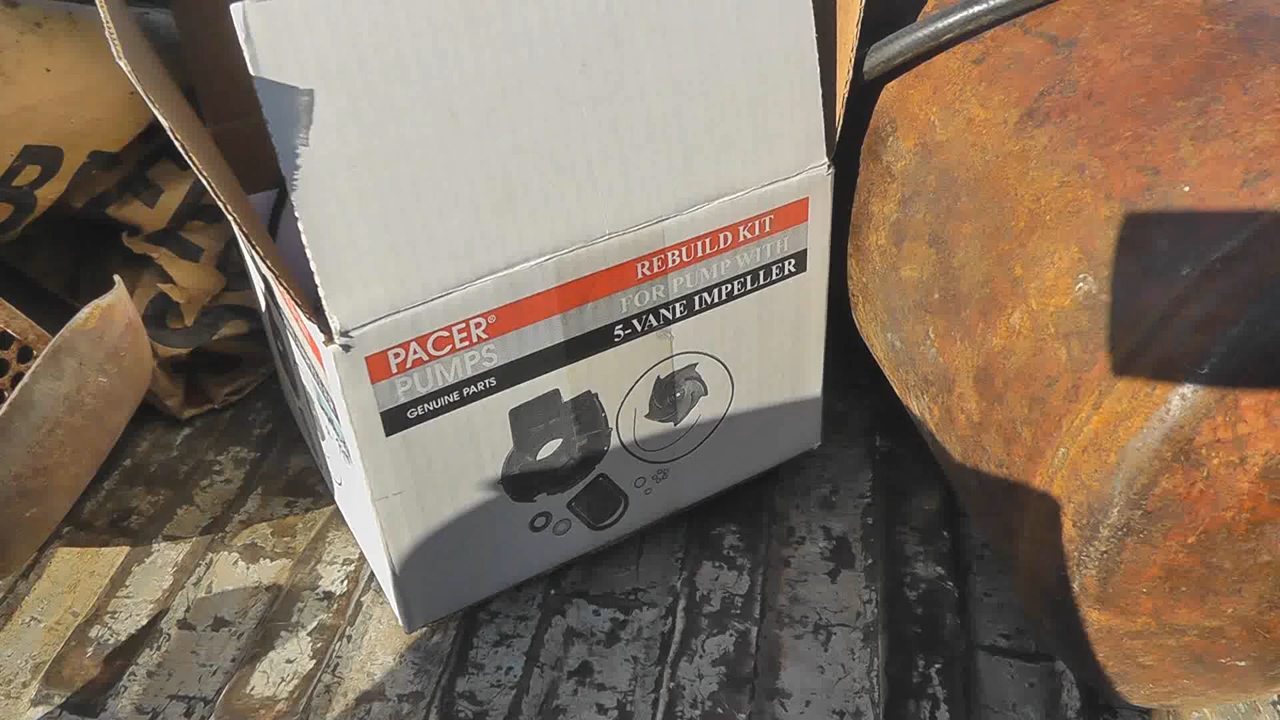 PACER®
PUMPS
GENUINE PARTS
REBUILD KIT
FOR PUMP WITH
5-VANE IMPELLER